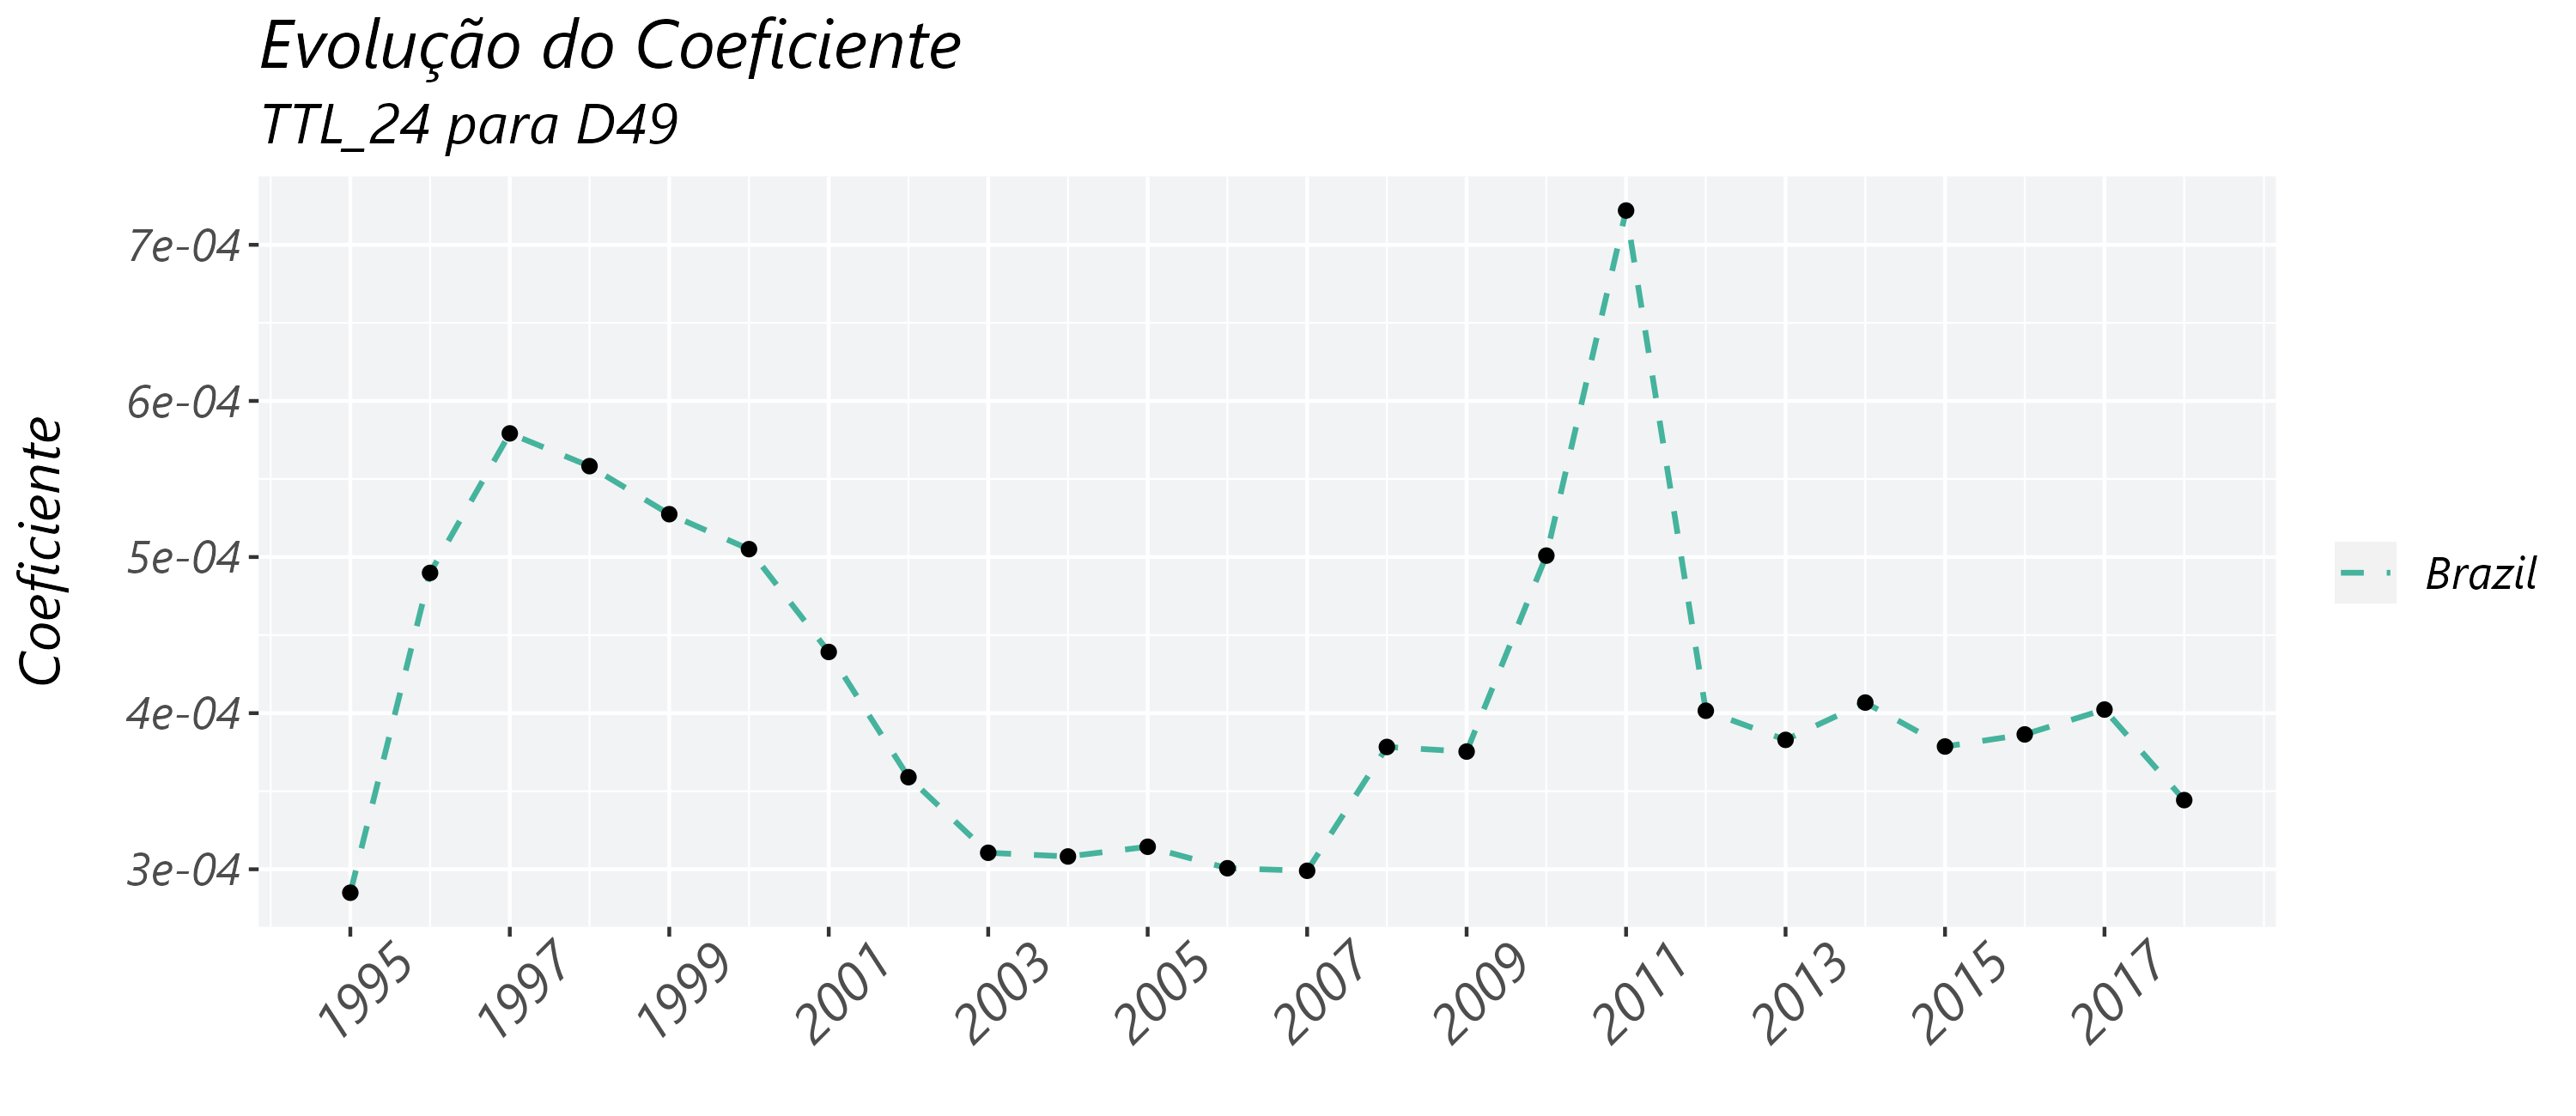 Evolução do Coeficiente
TTL_24 para D49
Coeficiente
7e-04
6e-04
5e-04
4e-04
3e-04
1995
1997
1999
2001
2003
2005
2007
2009
2011
2013
2015
2017
Brazil